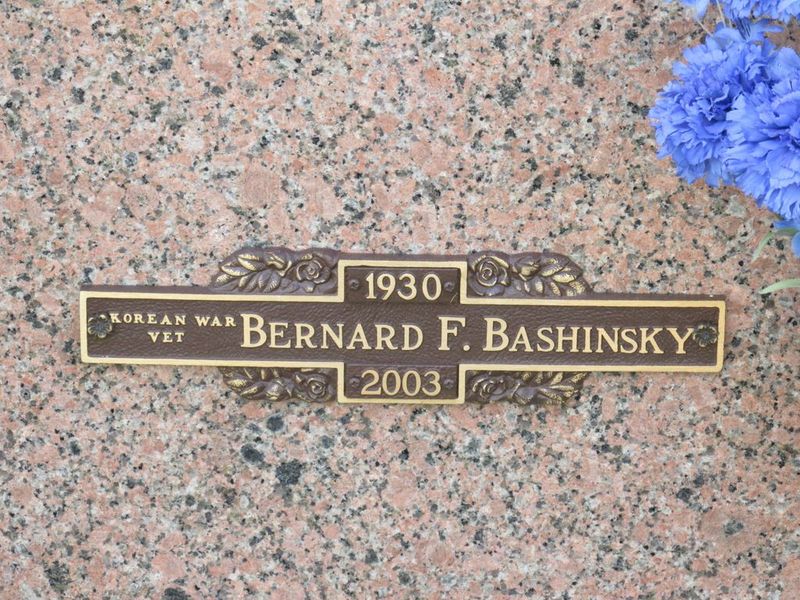 1930
KOREAN WAR
VET
BERNARD F. BASHINSKY
2003